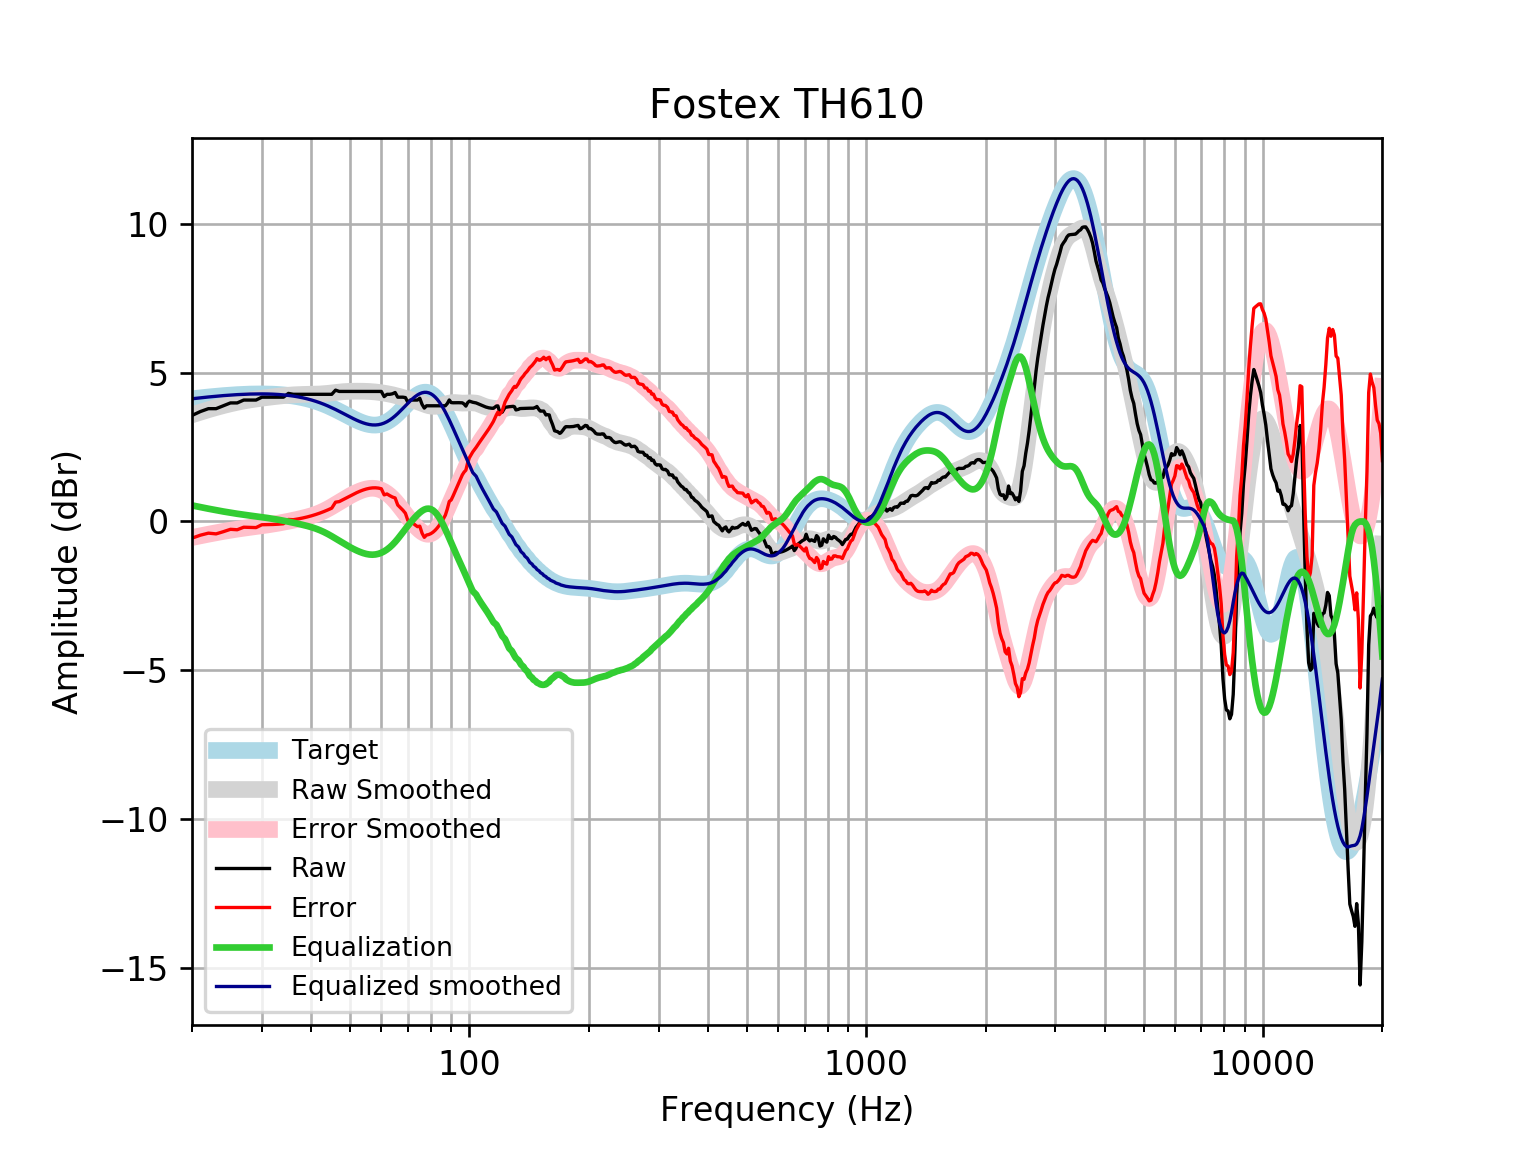 Fostex TH610
Amplitude (dBr)
10
5
0
−5
−10
−15
Target
Raw Smoothed
Error Smoothed
Raw
Error
Equalization
Equalized smoothed
100
1000
10000
Frequency (Hz)